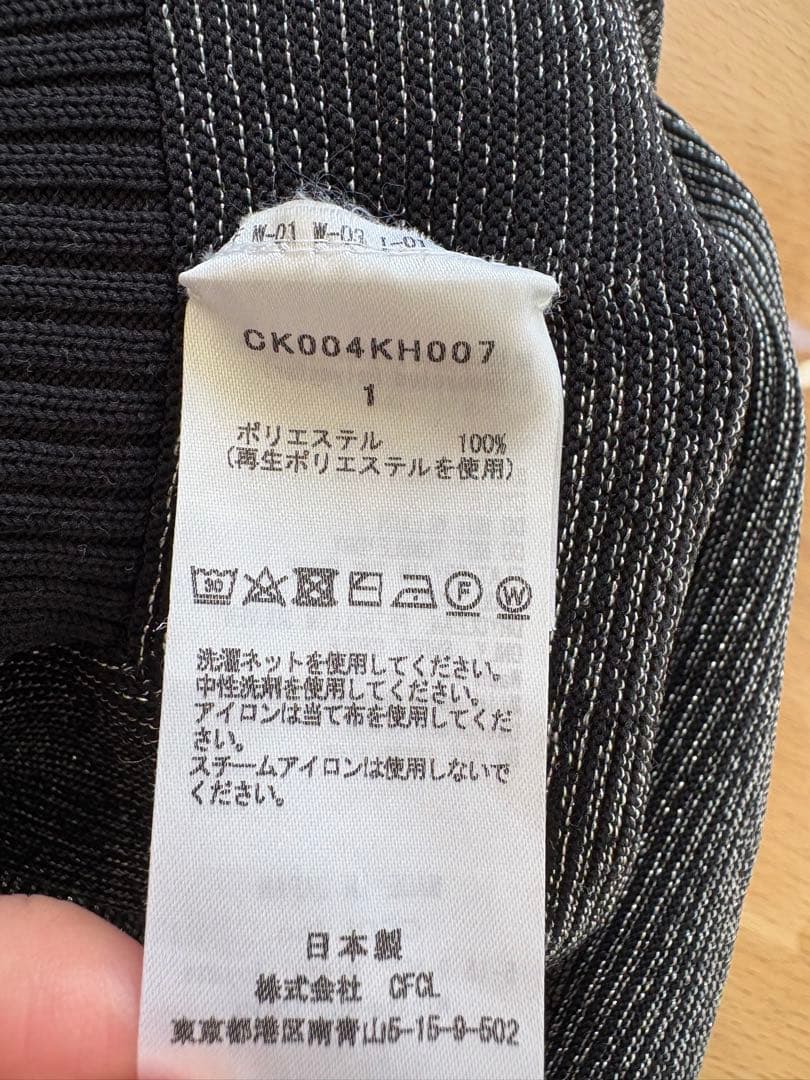 W-01 W-03
CK004KH007
1
ポリエステル 100%
(再生ポリエステルを使用)
30
F
W
洗濯ネットを使用してください。
中性洗剤を使用してください。
アイロンは当て布を使用してくだ
さい。
スチームアイロンは使用しないで
ください。
日本製
株式会社 CFCL
東京都港区南青山5-15-9-502